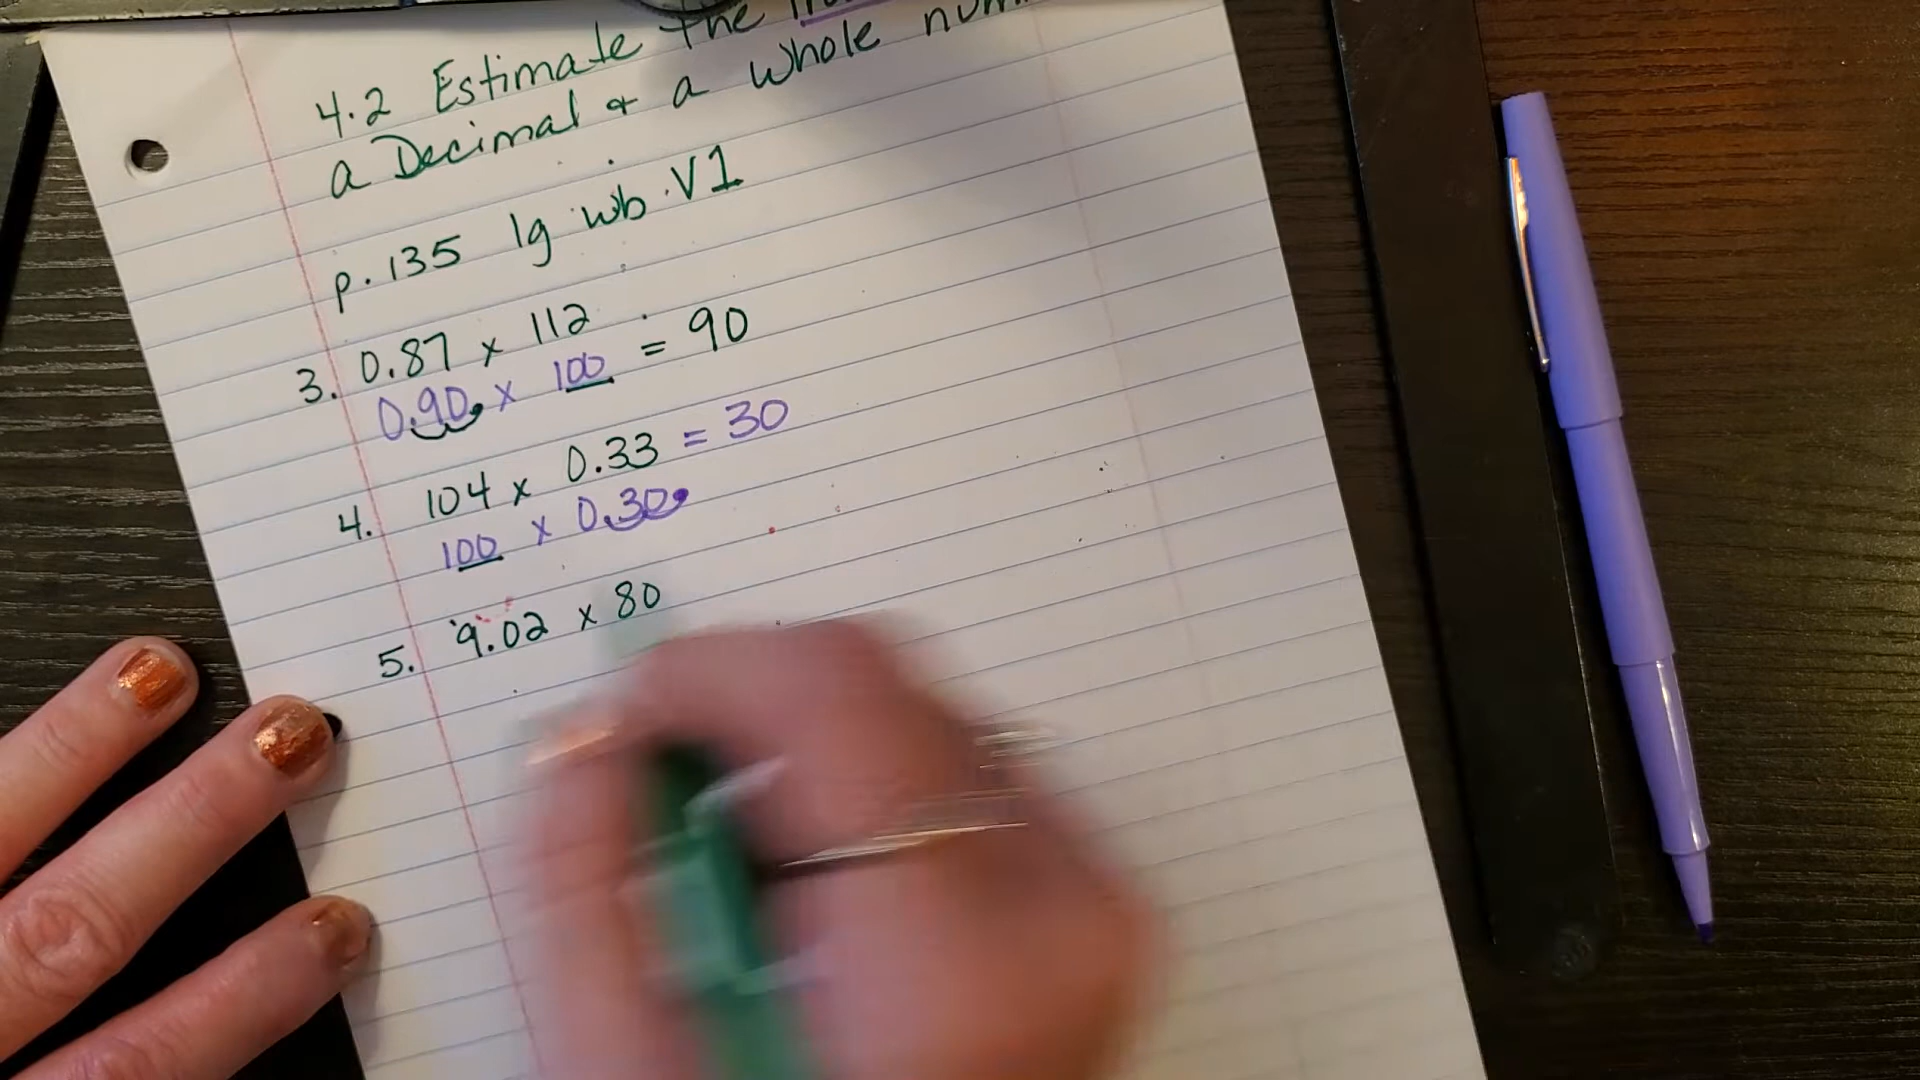 4.2 Estimate the
a Decimal & a whole
p. 135 lg wb V1
3. 0.87 x 112
0.90 x 100 = 90
4. 104 x 0.33 = 30
100 x 0.30
5. 9.02 x 80